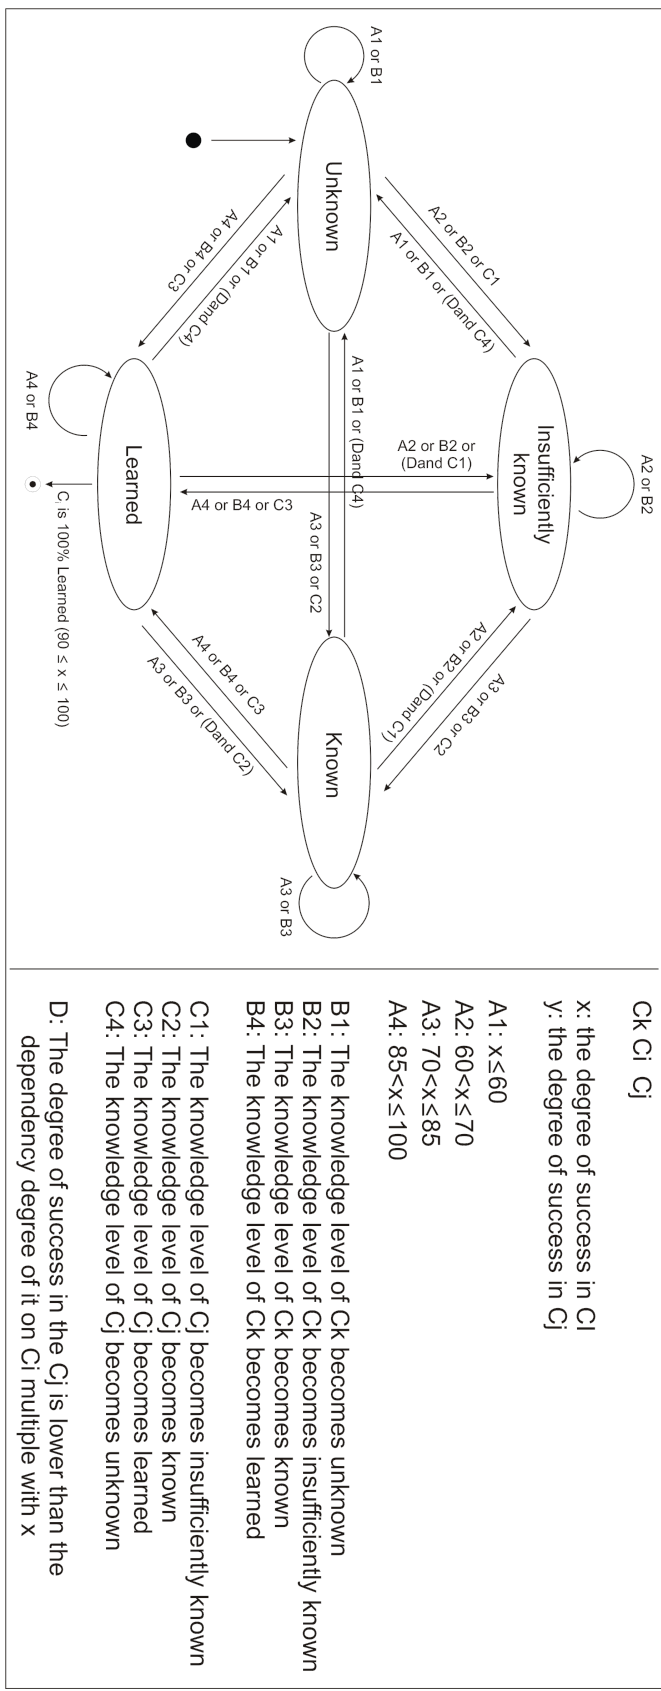 A1 or B1
Unknown
A2 or B2 or C1
A1 or B1 or (Dand C4)
A4 or B4 or C3
A1 or B1 or (Dand C4)
A1 or B1 or (Dand C4)
A3 or B3 or C2
Insufficiently
known
A2 or B2
A2 or B2 or
(Dand C1)
A4 or B4 or C3
Learned
A4 or B4
Ci is 100% Learned (90 ≤ x ≤ 100)
A3 or B3 or C2
A2 or B2 or (Dand C1)
A4 or B4 or C3
A3 or B3 or (Dand C2)
Known
A3 or B3
Ck Ci Cj
x: the degree of success in CI
y: the degree of success in Cj
A1: x≤60
A2: 60<x≤70
A3: 70<x≤85
A4: 85<x≤100
B1: The knowledge level of Ck becomes unknown
B2: The knowledge level of Ck becomes insufficiently known
B3: The knowledge level of Ck becomes known
B4: The knowledge level of Ck becomes learned
C1: The knowledge level of Cj becomes insufficiently known
C2: The knowledge level of Cj becomes known
C3: The knowledge level of Cj becomes learned
C4: The knowledge level of Cj becomes unknown
D: The degree of success in the Cj is lower than the
dependency degree of it on Ci multiple with x